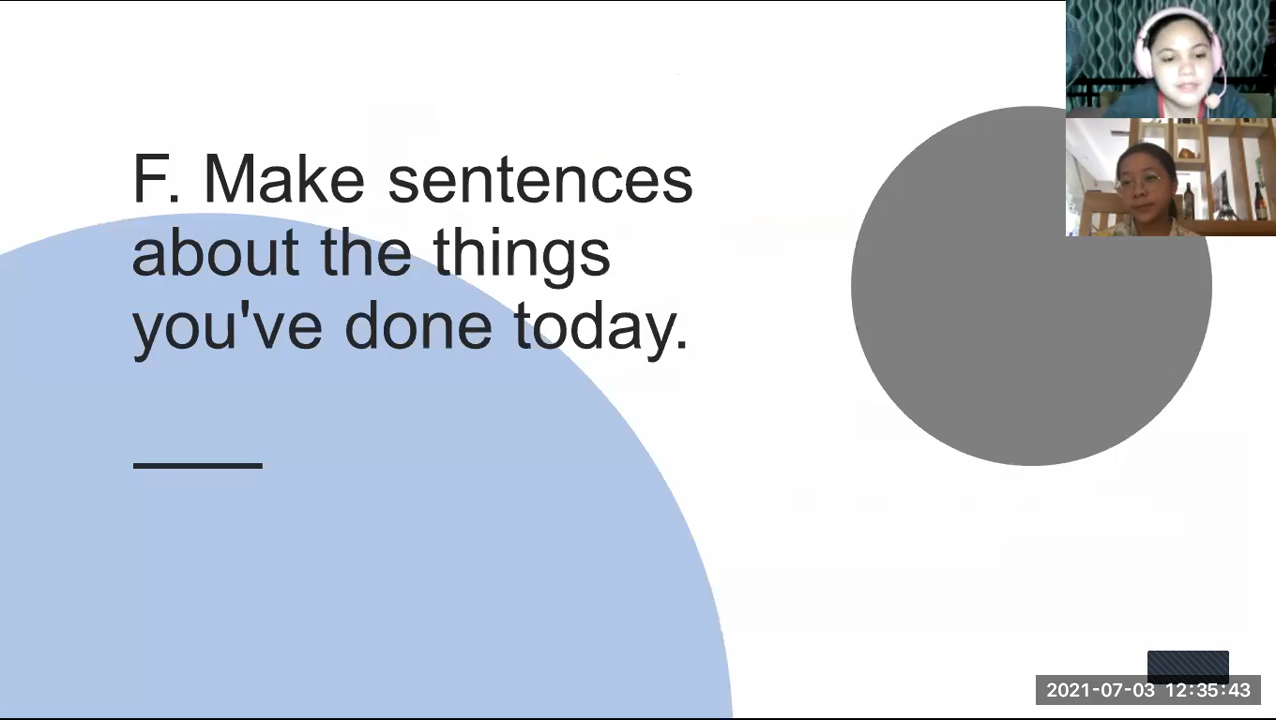 F. Make sentences
about the things
you've done today.
2021-07-03 12:35:43